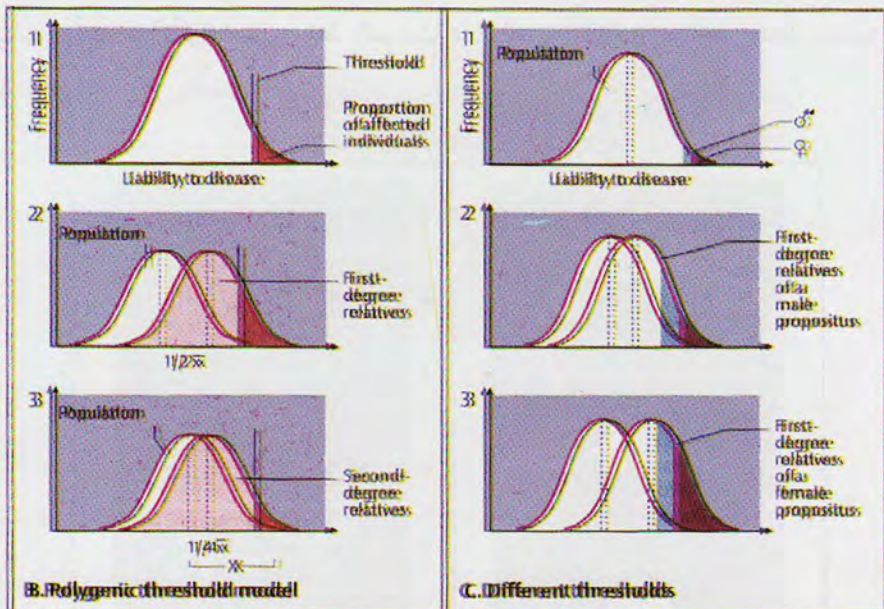 1
Frequency
Threshold
Proportion
of affected
individuals
Liability to disease
2
Population
First-
degree
relatives
1/2 x
3
Population
Second-
degree
relatives
1/4 x
X
B. Polygenic threshold model
1
Frequency
Population
♂
♀
Liability to disease
2
First-
degree
relatives
of a
male
propositus
3
First-
degree
relatives
of a
female
propositus
C. Different thresholds